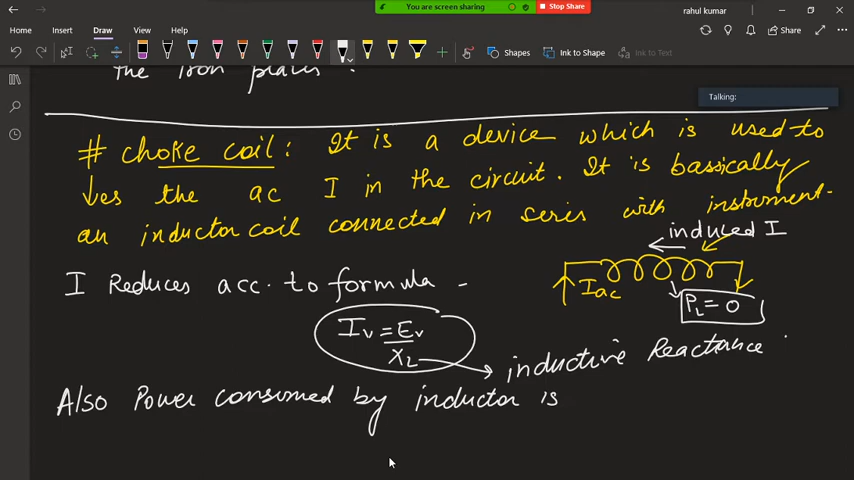 You are screen sharing
Stop Share
rahul kumar
Home Insert Draw View Help
Share
Shapes Ink to Shape Ink to Text
the Iron plates.
Talking:
# choke coil: It is a device which is used to
↓es the ac I in the circuit. It is bassically
an inductor coil connected in series with instrument.
induced I
I Reduces acc. to formula -
Iac
PL = 0
Iv = Ev
XL
inductive Reactance
Also Power consumed by inductor is